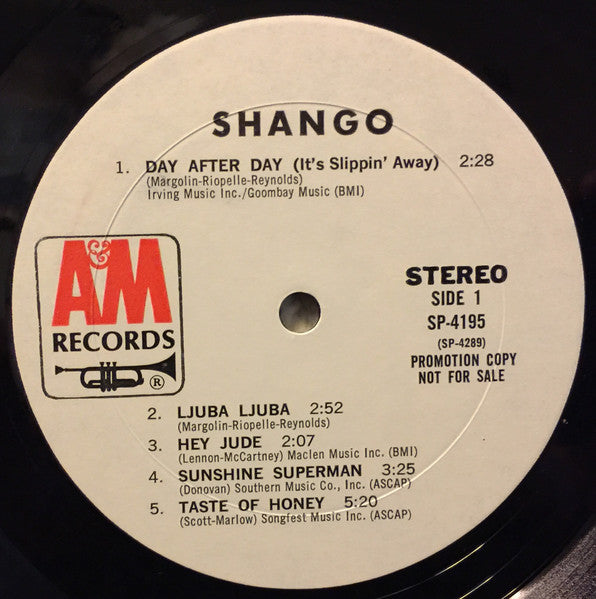 SHANGO
1. DAY AFTER DAY (It's Slippin' Away) 2:28
(Margolin-Riopelle-Reynolds)
Irving Music Inc./Goombay Music (BMI)
A&M
RECORDS
®
STEREO
SIDE 1
SP-4195
(SP-4289)
PROMOTION COPY
NOT FOR SALE
2. LJUBA LJUBA 2:52
(Margolin-Riopelle-Reynolds)
3. HEY JUDE 2:07
(Lennon-McCartney) Maclen Music Inc. (BMI)
4. SUNSHINE SUPERMAN 3:25
(Donovan) Southern Music Co., Inc. (ASCAP)
5. TASTE OF HONEY 5:20
(Scott-Marlow) Songfest Music Inc. (ASCAP)